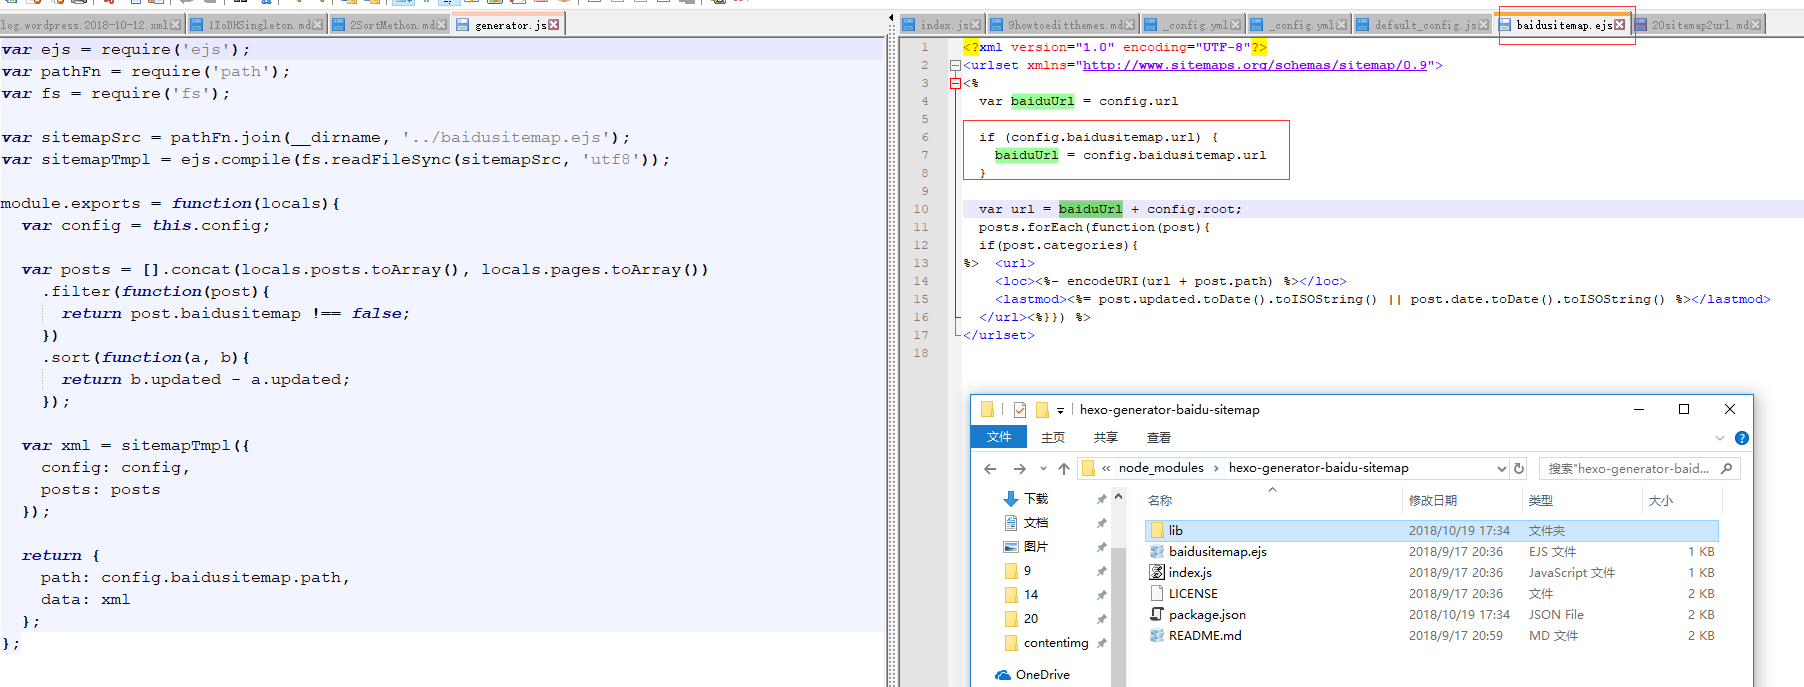 log.wordpress.2018-10-12.xml
1IoDHSingleton.md
2SortMethon.md
generator.js
var ejs = require('ejs');
var pathFn = require('path');
var fs = require('fs');
var sitemapSrc = pathFn.join(__dirname, '../baidusitemap.ejs');
var sitemapTmpl = ejs.compile(fs.readFileSync(sitemapSrc, 'utf8'));
module.exports = function(locals){
var config = this.config;
var posts = [].concat(locals.posts.toArray(), locals.pages.toArray())
.filter(function(post){
return post.baidusitemap !== false;
})
.sort(function(a, b){
return b.updated - a.updated;
});
var xml = sitemapTmpl({
config: config,
posts: posts
});
return {
path: config.baidusitemap.path,
data: xml
};
};
index.js
9howtoeditthemes.md
_config.yml
_config.yml
default_config.js
baidusitemap.ejs
20sitemap2url.md
1 <?xml version="1.0" encoding="UTF-8"?>
2 <urlset xmlns="http://www.sitemaps.org/schemas/sitemap/0.9">
3 <%
4 var baiduUrl = config.url
5
6 if (config.baidusitemap.url) {
7 baiduUrl = config.baidusitemap.url
8 }
9
10 var url = baiduUrl + config.root;
11 posts.forEach(function(post){
12 if(post.categories){
13 %> <url>
14 <loc><%- encodeURI(url + post.path) %></loc>
15 <lastmod><%= post.updated.toDate().toISOString() || post.date.toDate().toISOString() %></lastmod>
16 </url><%}}) %>
17 </urlset>
18
hexo-generator-baidu-sitemap
文件 主页 共享 查看
« node_modules › hexo-generator-baidu-sitemap
搜索"hexo-generator-baid...
下载
文档
图片
9
14
20
contentimg
OneDrive
名称 修改日期 类型 大小
lib 2018/10/19 17:34 文件夹
baidusitemap.ejs 2018/9/17 20:36 EJS 文件 1 KB
index.js 2018/9/17 20:36 JavaScript 文件 1 KB
LICENSE 2018/9/17 20:36 文件 2 KB
package.json 2018/10/19 17:34 JSON File 2 KB
README.md 2018/9/17 20:59 MD 文件 2 KB